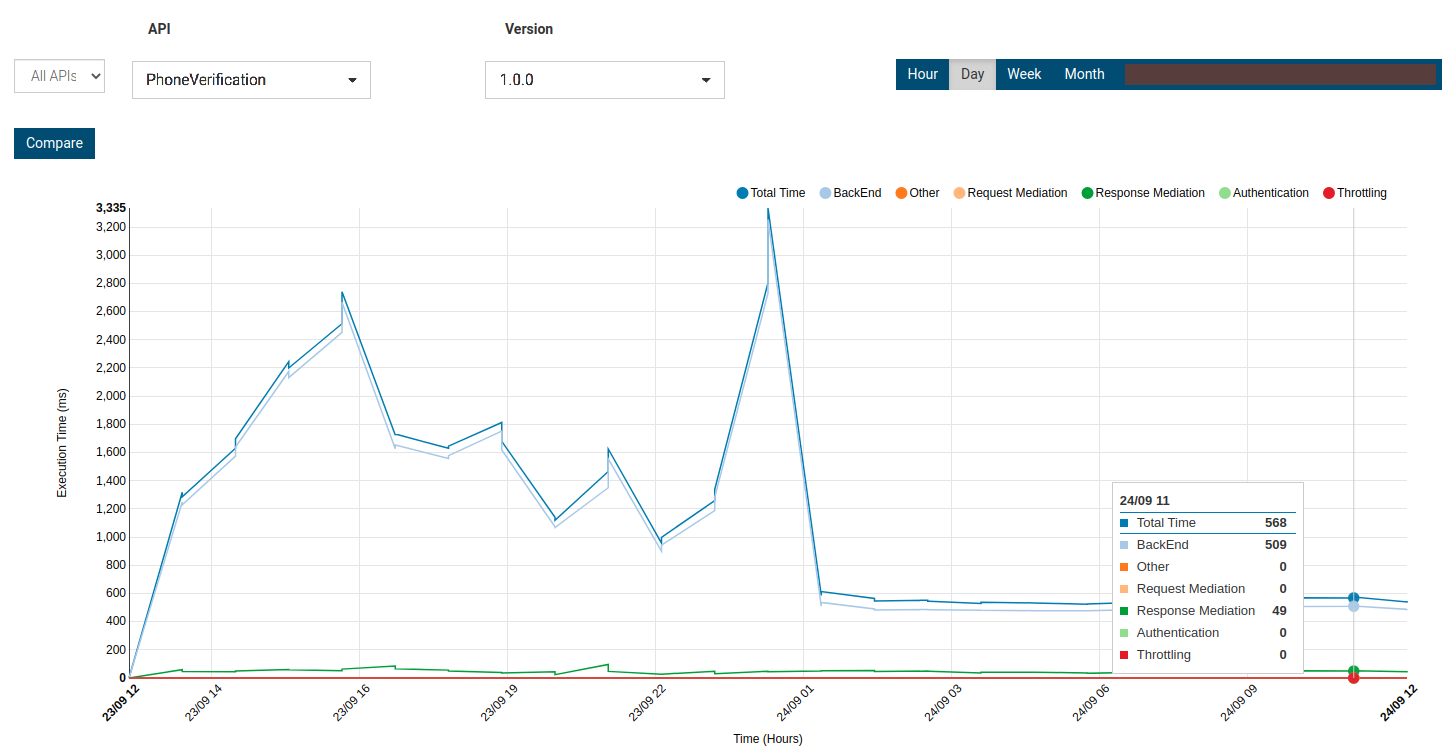 API
Version
All APIs
PhoneVerification
1.0.0
Hour
Day
Week
Month
Compare
Total Time
BackEnd
Other
Request Mediation
Response Mediation
Authentication
Throttling
3,335
3,200
3,000
2,800
2,600
2,400
2,200
2,000
1,800
1,600
1,400
1,200
1,000
800
600
400
200
0
Execution Time (ms)
24/09 11
Total Time 568
BackEnd 509
Other 0
Request Mediation 0
Response Mediation 49
Authentication 0
Throttling 0
23/09 12
23/09 14
23/09 16
23/09 19
23/09 22
24/09 01
24/09 03
24/09 06
24/09 09
24/09 12
Time (Hours)